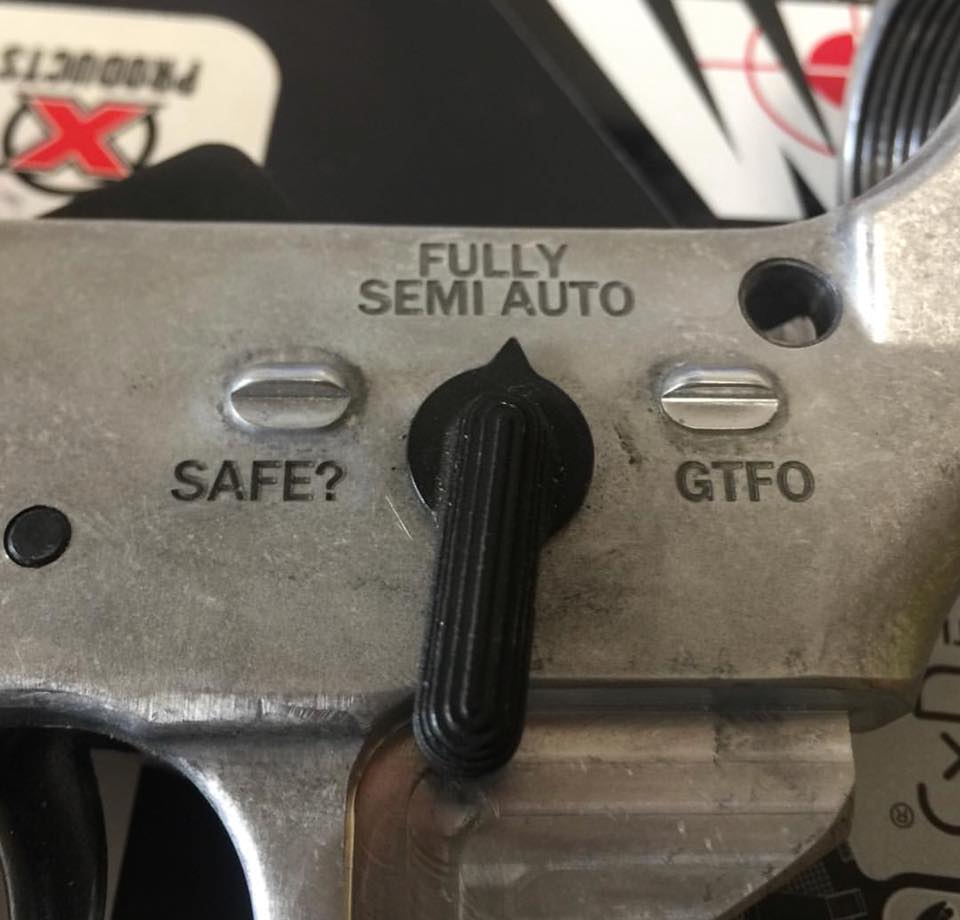 PRODUCTS
X
W
FULLY
SEMI AUTO
SAFE?
GTFO
®